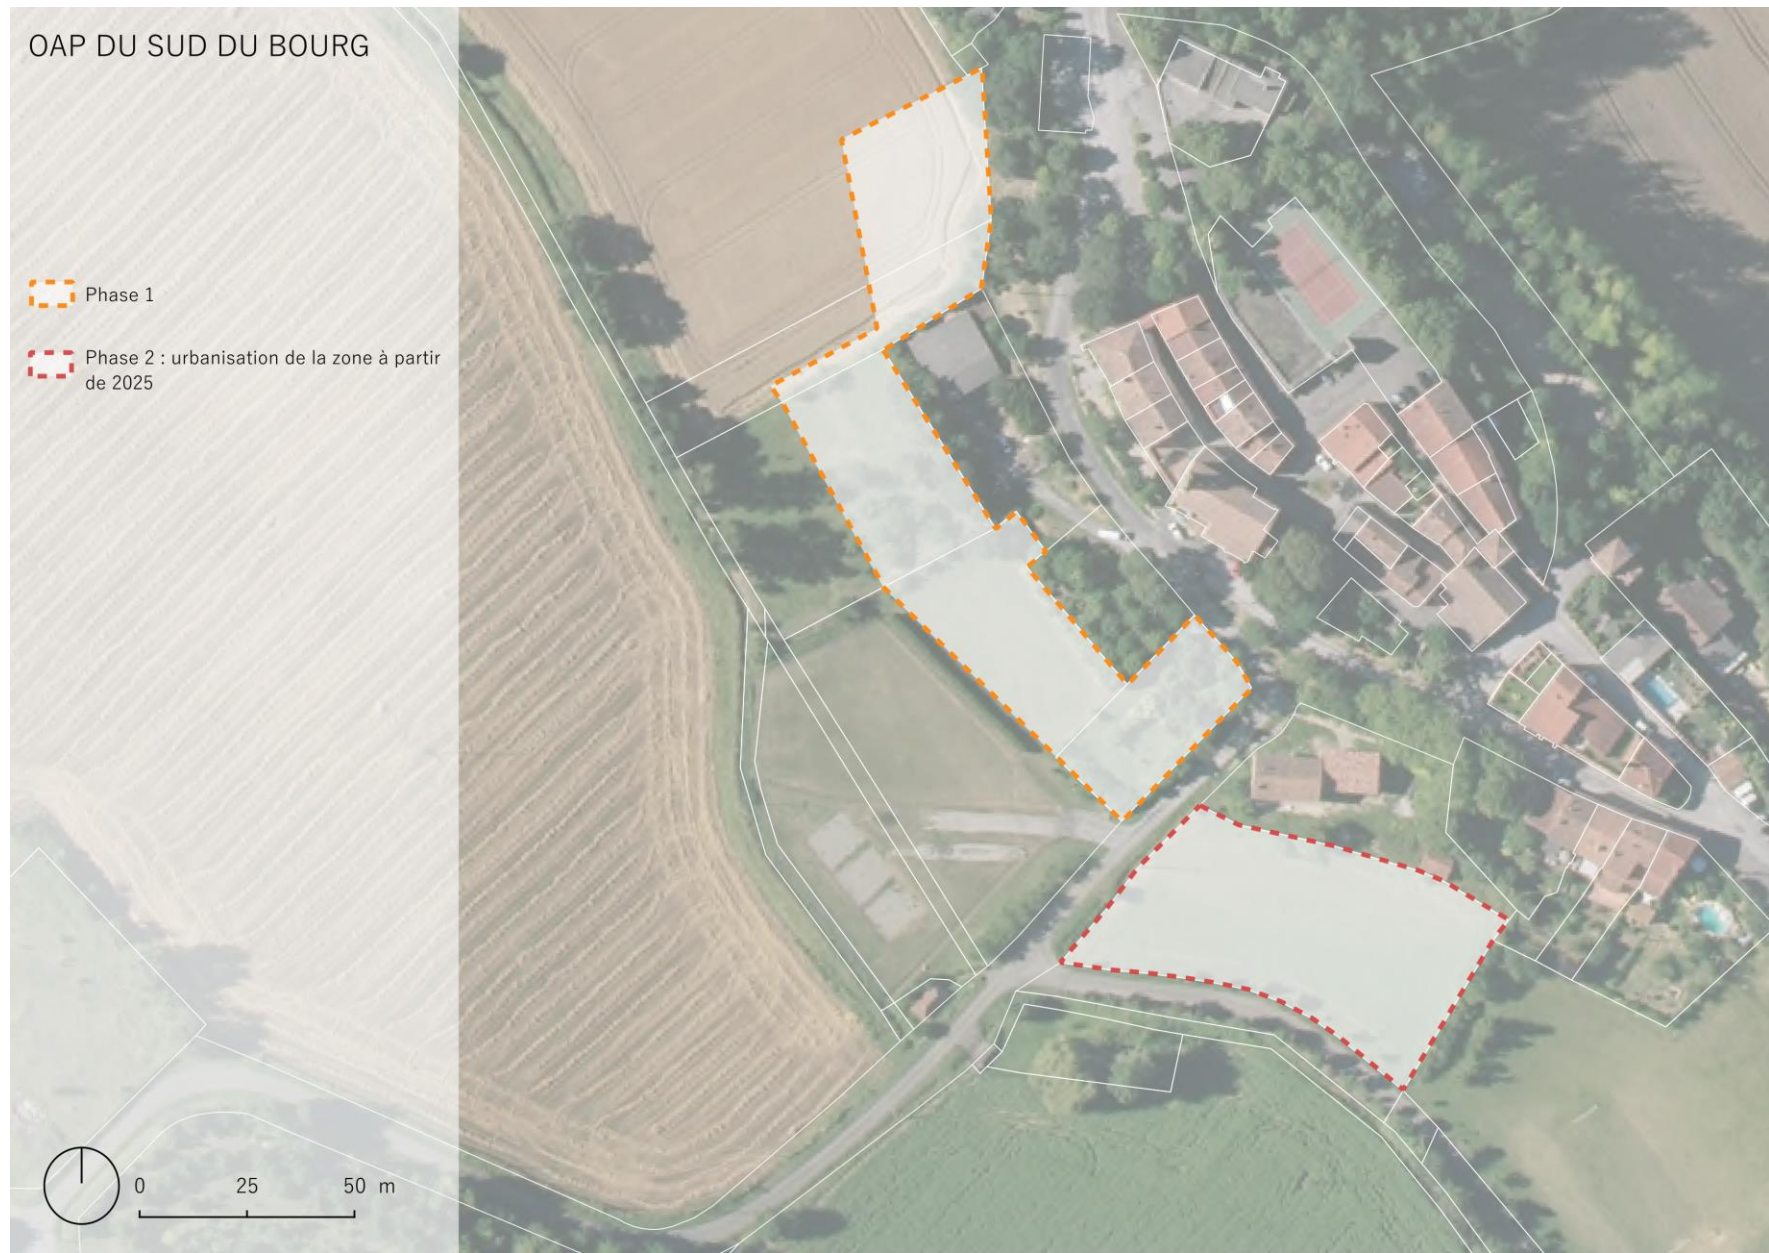 OAP DU SUD DU BOURG
Phase 1
Phase 2 : urbanisation de la zone à partir
de 2025
0 25 50 m